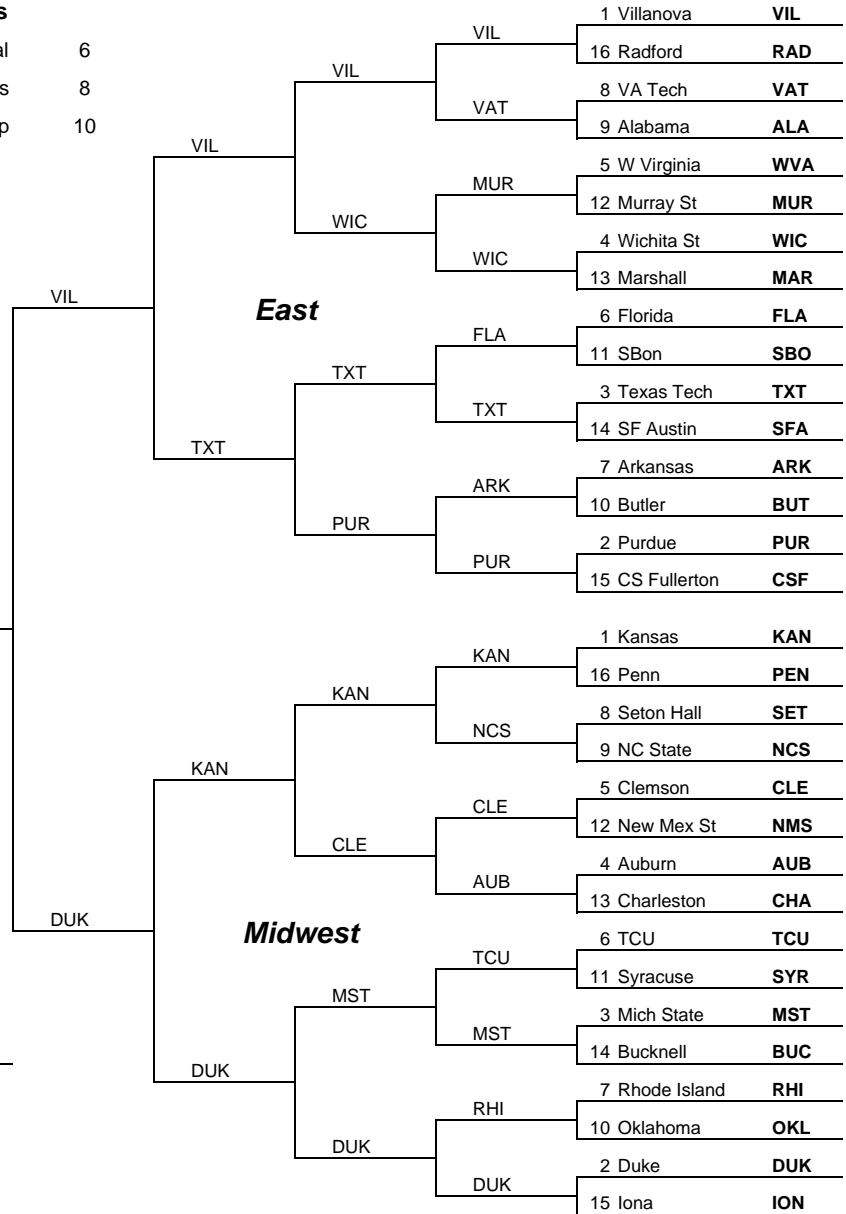 s
al 6
s 8
p 10
1 Villanova VIL
VIL
16 Radford RAD
VIL
8 VA Tech VAT
VAT
9 Alabama ALA
VIL
5 W Virginia WVA
MUR
12 Murray St MUR
WIC
4 Wichita St WIC
WIC
13 Marshall MAR
VIL
East
6 Florida FLA
FLA
11 SBon SBO
TXT
3 Texas Tech TXT
TXT
14 SF Austin SFA
TXT
7 Arkansas ARK
ARK
10 Butler BUT
PUR
2 Purdue PUR
PUR
15 CS Fullerton CSF
1 Kansas KAN
KAN
16 Penn PEN
KAN
8 Seton Hall SET
NCS
9 NC State NCS
KAN
5 Clemson CLE
CLE
12 New Mex St NMS
CLE
4 Auburn AUB
AUB
13 Charleston CHA
DUK
Midwest
6 TCU TCU
TCU
11 Syracuse SYR
MST
3 Mich State MST
MST
14 Bucknell BUC
DUK
7 Rhode Island RHI
RHI
10 Oklahoma OKL
DUK
2 Duke DUK
DUK
15 Iona ION